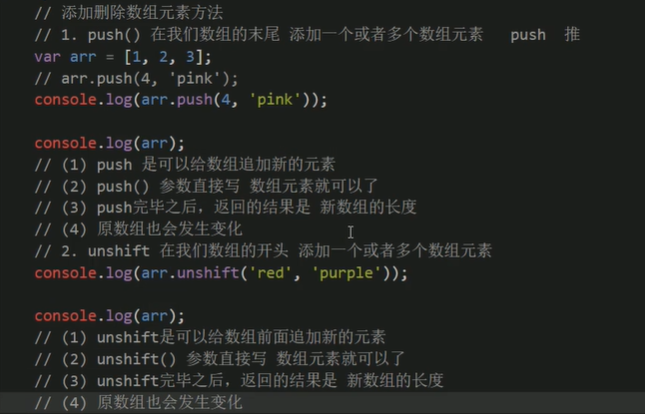 // 添加删除数组元素方法
// 1. push() 在我们数组的末尾 添加一个或者多个数组元素   push  推
var arr = [1, 2, 3];
// arr.push(4, 'pink');
console.log(arr.push(4, 'pink'));
console.log(arr);
// (1) push 是可以给数组追加新的元素
// (2) push() 参数直接写 数组元素就可以了
// (3) push完毕之后，返回的结果是 新数组的长度
// (4) 原数组也会发生变化
// 2. unshift 在我们数组的开头 添加一个或者多个数组元素
console.log(arr.unshift('red', 'purple'));
console.log(arr);
// (1) unshift是可以给数组前面追加新的元素
// (2) unshift() 参数直接写 数组元素就可以了
// (3) unshift完毕之后，返回的结果是 新数组的长度
// (4) 原数组也会发生变化